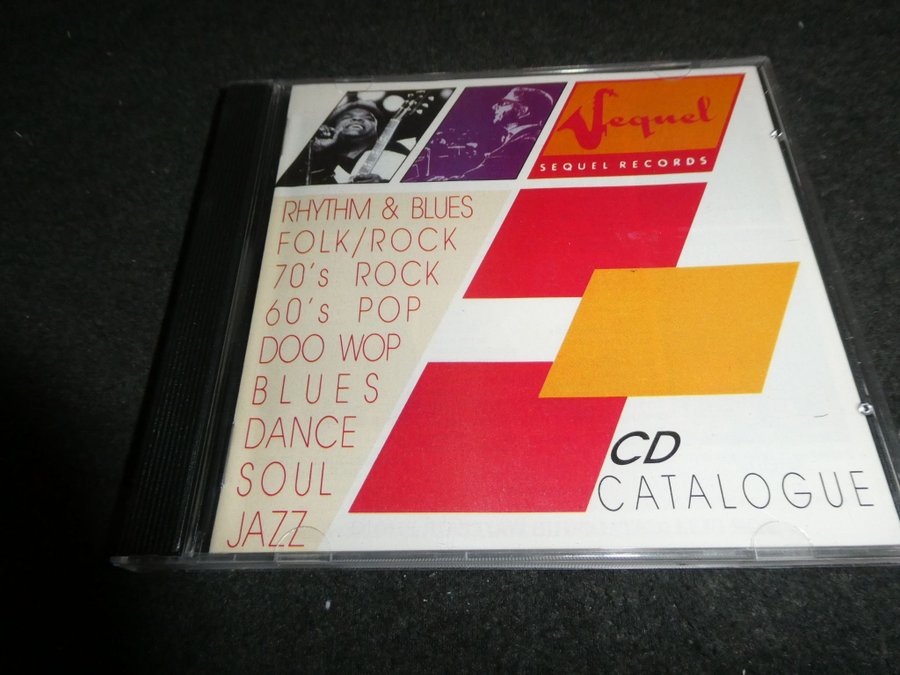 Sequel
SEQUEL RECORDS
RHYTHM & BLUES
FOLK/ROCK
70's ROCK
60's POP
DOO WOP
BLUES
DANCE
SOUL
JAZZ
CD
CATALOGUE